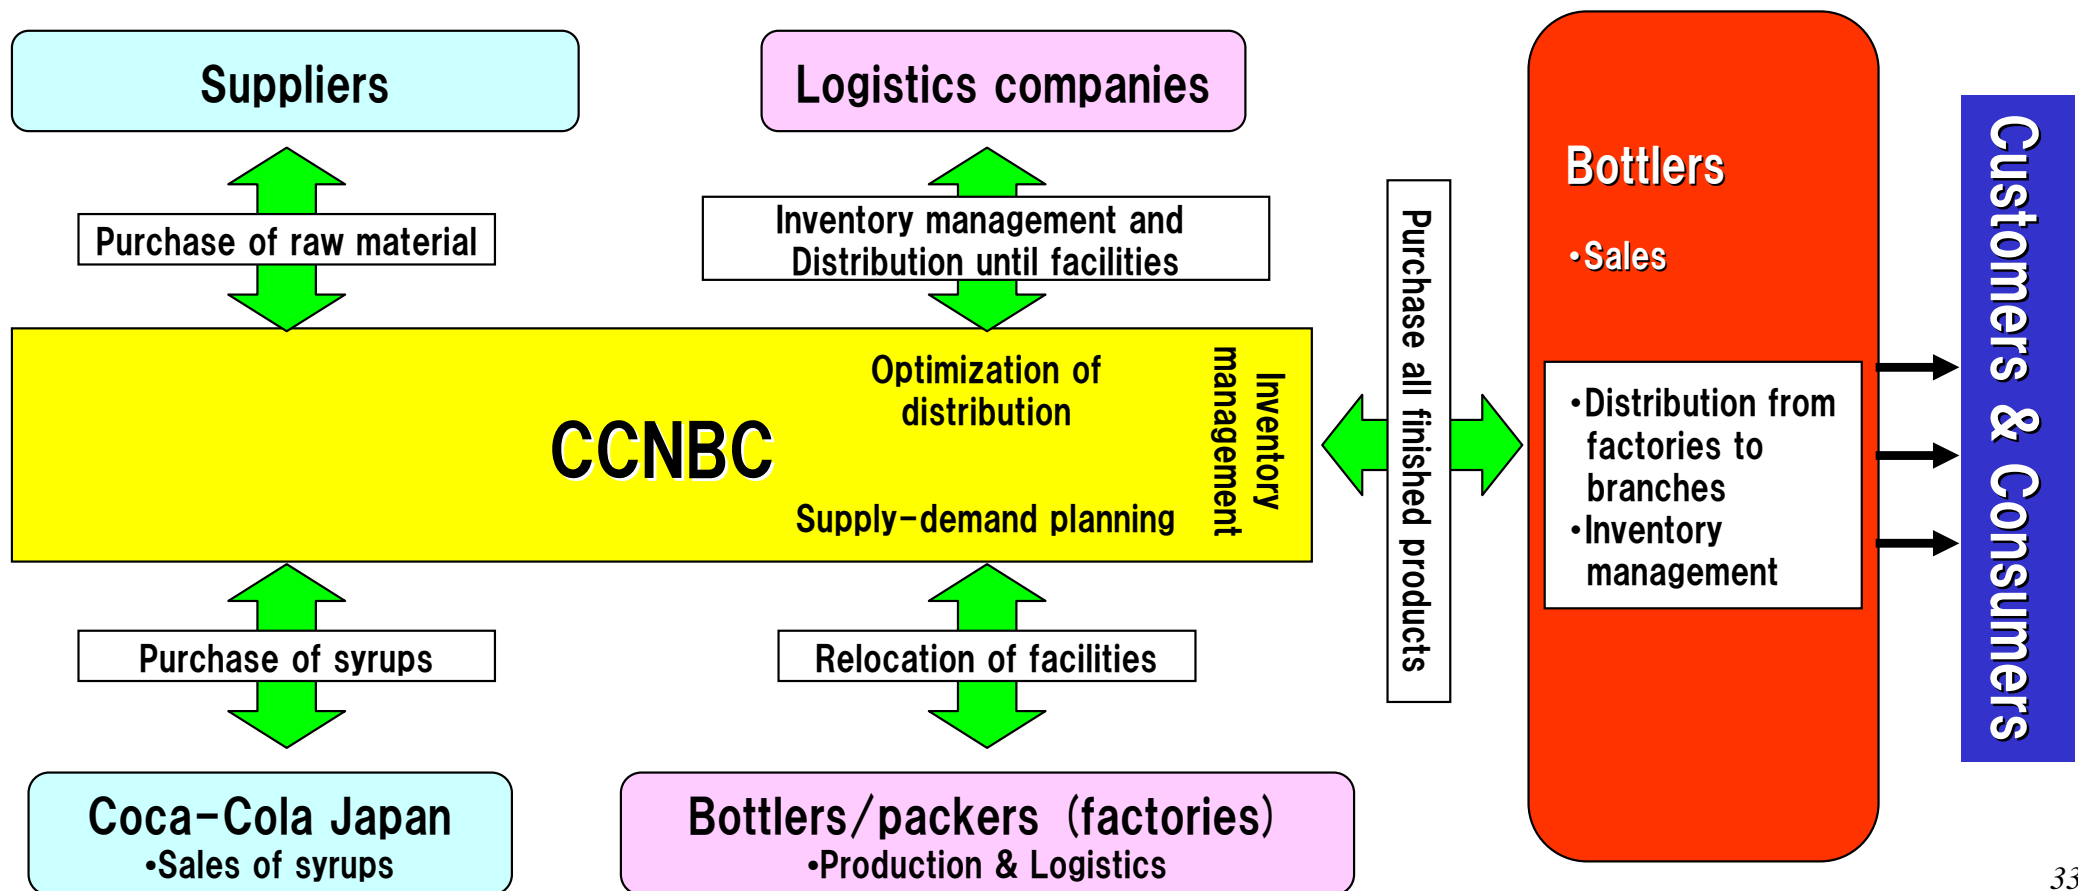 Suppliers
Logistics companies
Purchase of raw material
Inventory management and
Distribution until facilities
CCNBC
Optimization of
distribution
Supply-demand planning
Inventory
management
Purchase of syrups
Relocation of facilities
Coca-Cola Japan
•Sales of syrups
Bottlers/packers (factories)
•Production & Logistics
Purchase all finished products
Bottlers
•Sales
•Distribution from
factories to
branches
•Inventory
management
Customers & Consumers
33